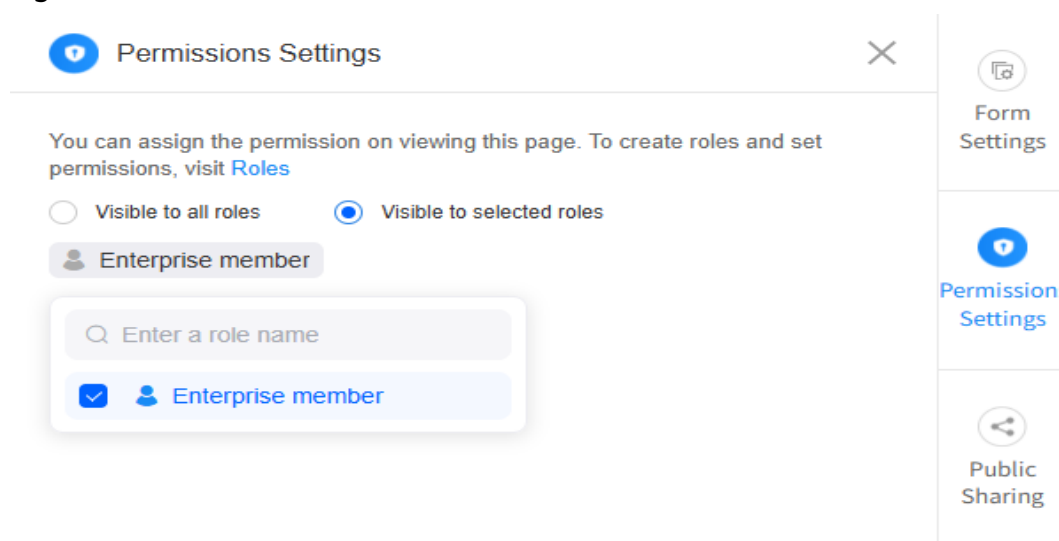 Permissions Settings
You can assign the permission on viewing this page. To create roles and set
permissions, visit Roles
Visible to all roles
Visible to selected roles
Enterprise member
Enter a role name
Enterprise member
Form
Settings
Permission
Settings
Public
Sharing